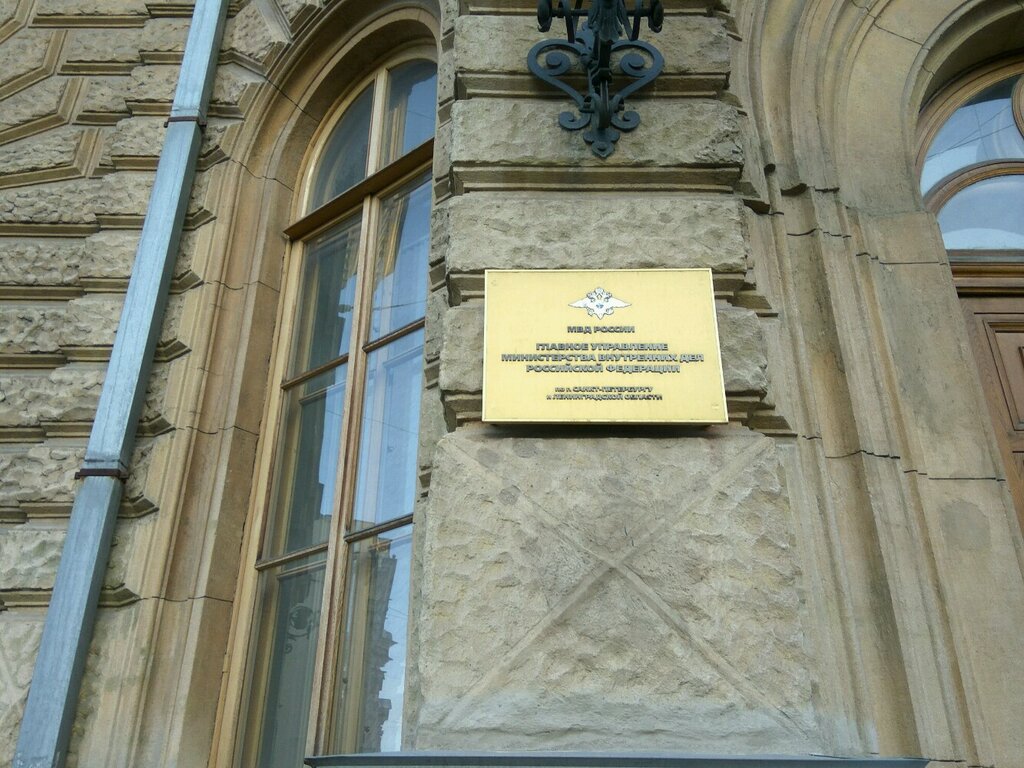 МВД РОССИИ
ГЛАВНОЕ УПРАВЛЕНИЕ
МИНИСТЕРСТВА ВНУТРЕННИХ ДЕЛ
РОССИЙСКОЙ ФЕДЕРАЦИИ
по г. САНКТ-ПЕТЕРБУРГУ
и ЛЕНИНГРАДСКОЙ ОБЛАСТИ